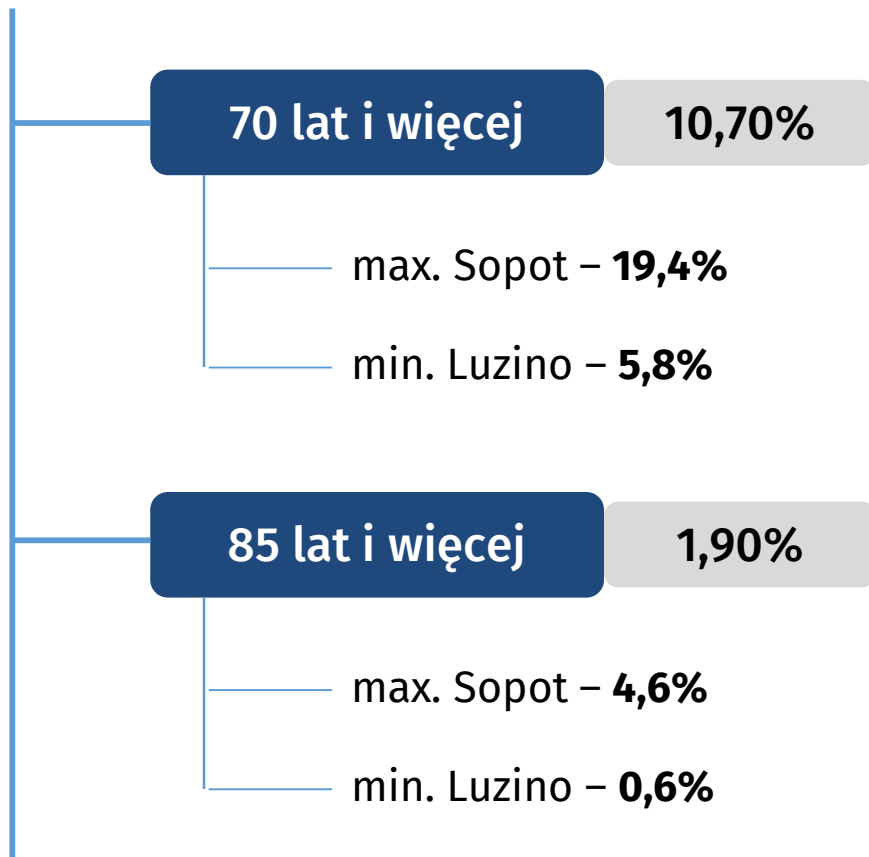 70 lat i więcej 10,70%
max. Sopot – 19,4%
min. Luzino – 5,8%
85 lat i więcej 1,90%
max. Sopot – 4,6%
min. Luzino – 0,6%